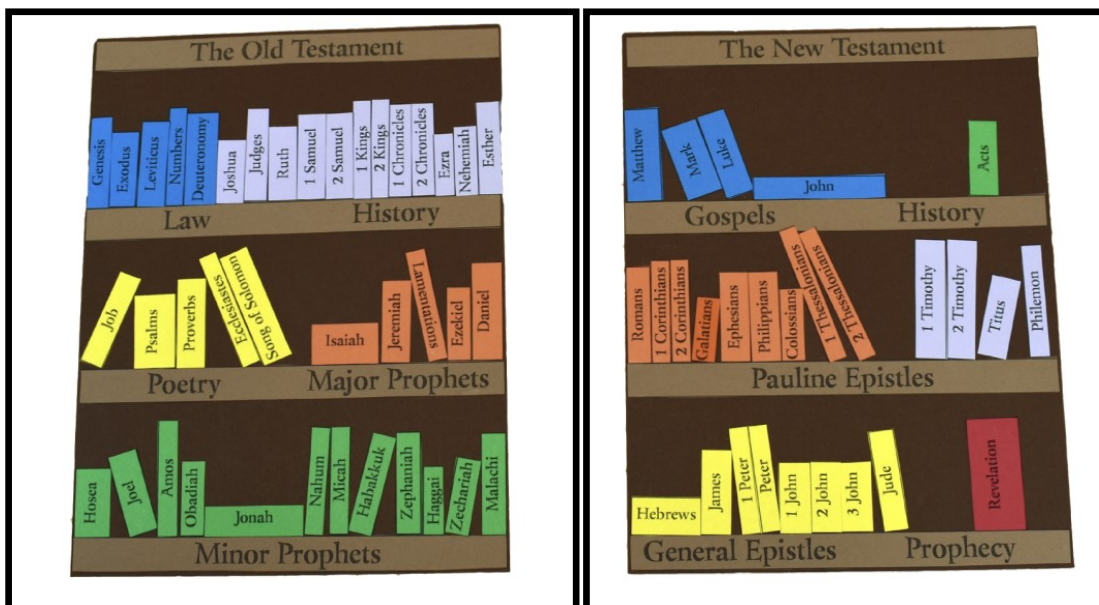 The Old Testament
Genesis
Exodus
Leviticus
Numbers
Deuteronomy
Joshua
Judges
Ruth
1 Samuel
2 Samuel
1 Kings
2 Kings
1 Chronicles
2 Chronicles
Ezra
Nehemiah
Esther
Law
History
Job
Psalms
Proverbs
Ecclesiastes
Song of Solomon
Isaiah
Jeremiah
Lamentations
Ezekiel
Daniel
Poetry
Major Prophets
Hosea
Joel
Amos
Obadiah
Jonah
Nahum
Micah
Habakkuk
Zephaniah
Haggai
Zechariah
Malachi
Minor Prophets
The New Testament
Matthew
Mark
Luke
John
Acts
Gospels
History
Romans
1 Corinthians
2 Corinthians
Galatians
Ephesians
Philippians
Colossians
1 Thessalonians
2 Thessalonians
1 Timothy
2 Timothy
Titus
Philemon
Pauline Epistles
Hebrews
James
1 Peter
Peter
1 John
2 John
3 John
Jude
Revelation
General Epistles
Prophecy